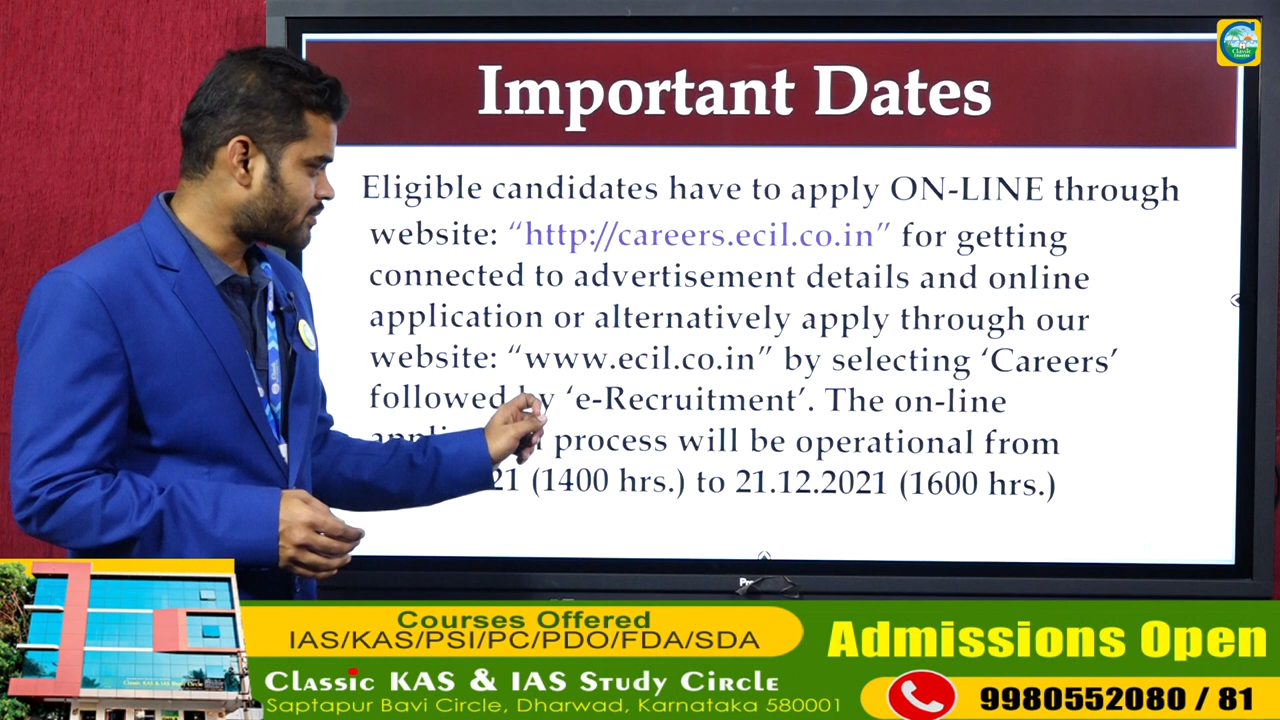 Important Dates
Eligible candidates have to apply ON-LINE through
website: “http://careers.ecil.co.in” for getting
connected to advertisement details and online
application or alternatively apply through our
website: “www.ecil.co.in” by selecting ‘Careers’
followed by ‘e-Recruitment’. The on-line
process will be operational from
21 (1400 hrs.) to 21.12.2021 (1600 hrs.)
Courses Offered
IAS/KAS/PSI/PC/PDO/FDA/SDA
Classic KAS & IAS Study Circle
Saptapur Bavi Circle, Dharwad, Karnataka 580001
Admissions Open
9980552080 / 81